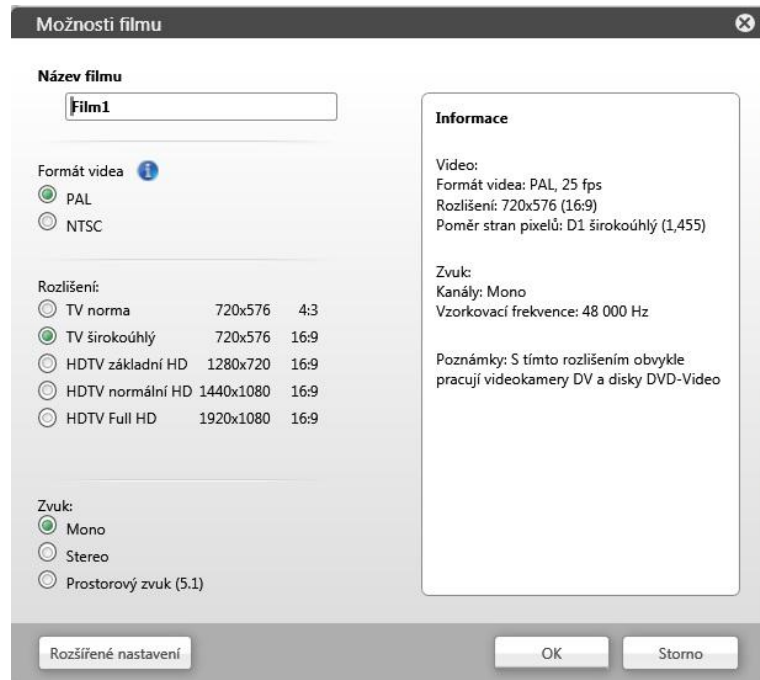 Možnosti filmu
Název filmu
Film1
Formát videa
PAL
NTSC
Rozlišení:
TV norma 720x576 4:3
TV širokoúhlý 720x576 16:9
HDTV základní HD 1280x720 16:9
HDTV normální HD 1440x1080 16:9
HDTV Full HD 1920x1080 16:9
Zvuk:
Mono
Stereo
Prostorový zvuk (5.1)
Informace
Video:
Formát videa: PAL, 25 fps
Rozlišení: 720x576 (16:9)
Poměr stran pixelů: D1 širokoúhlý (1,455)
Zvuk:
Kanály: Mono
Vzorkovací frekvence: 48 000 Hz
Poznámky: S tímto rozlišením obvykle
pracují videokamery DV a disky DVD-Video
Rozšířené nastavení
OK
Storno